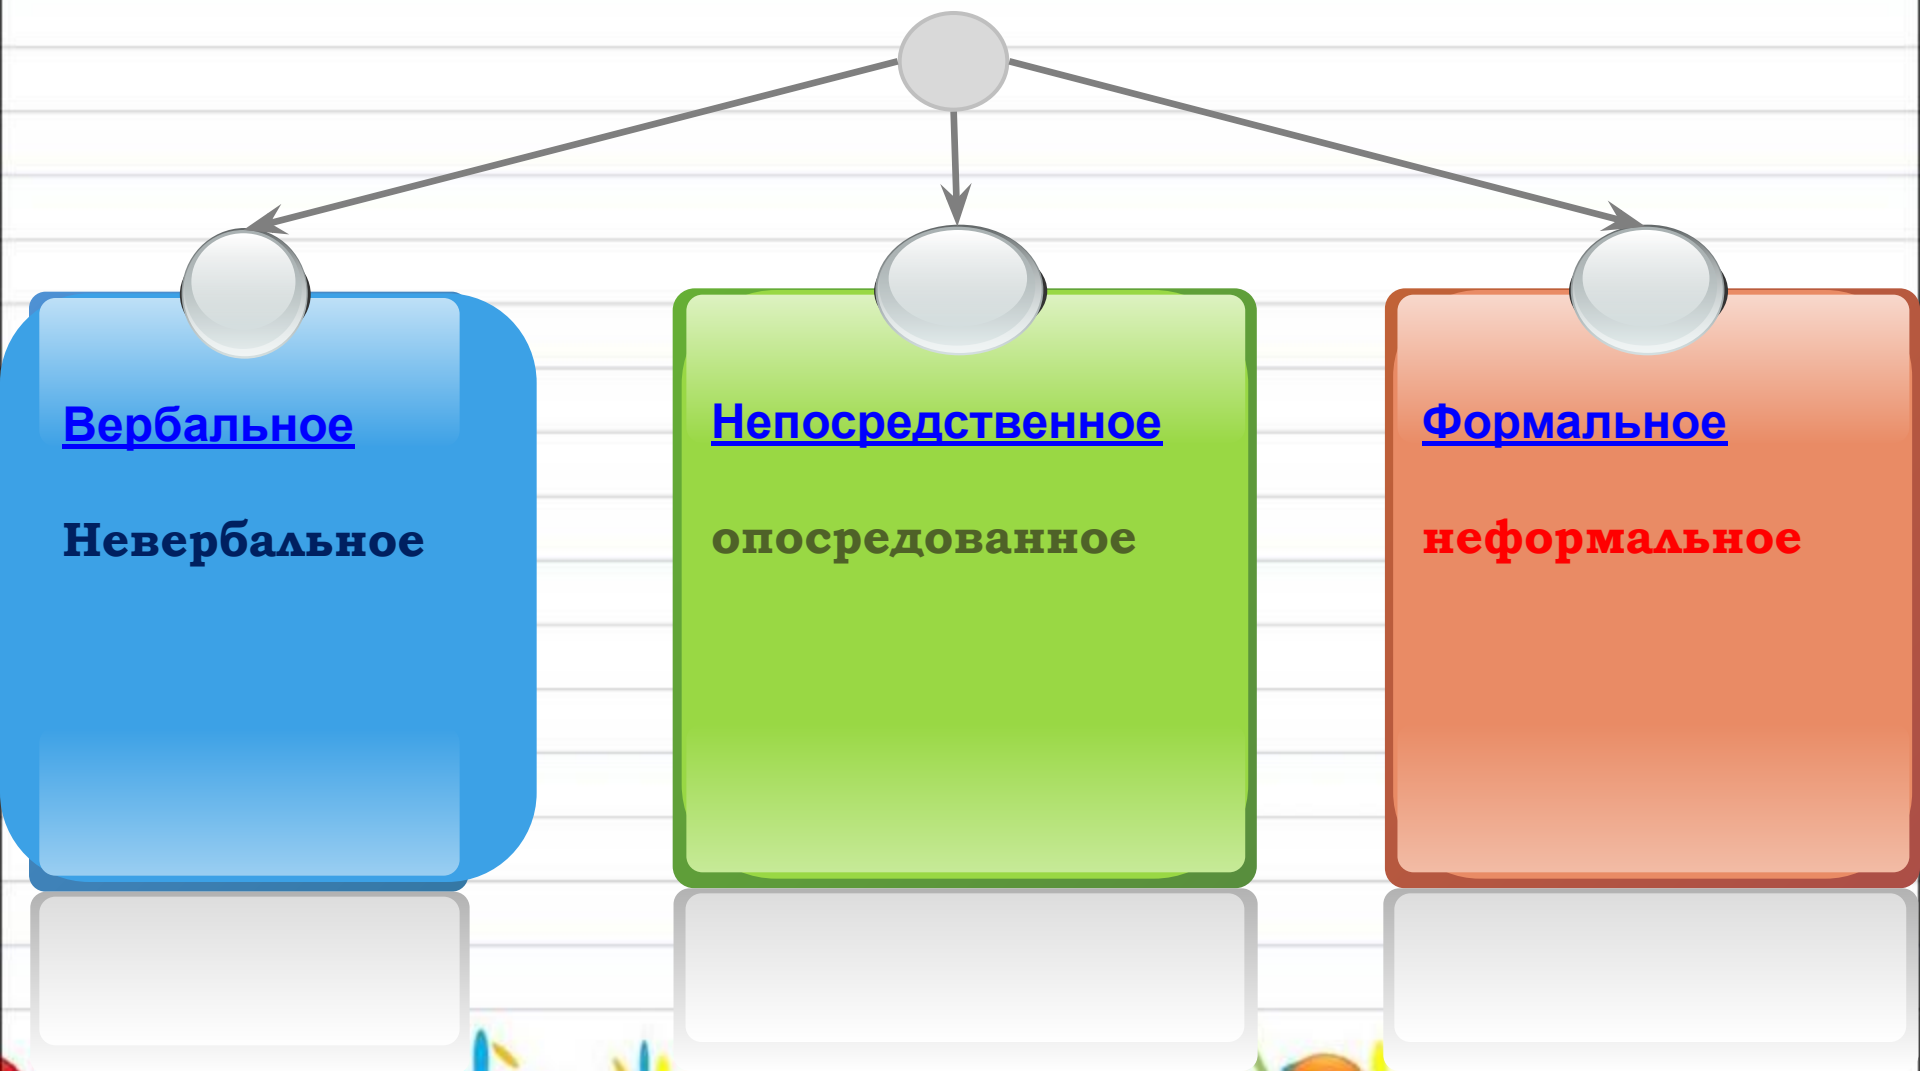 Вербальное
Невербальное
Непосредственное
опосредованное
Формальное
неформальное